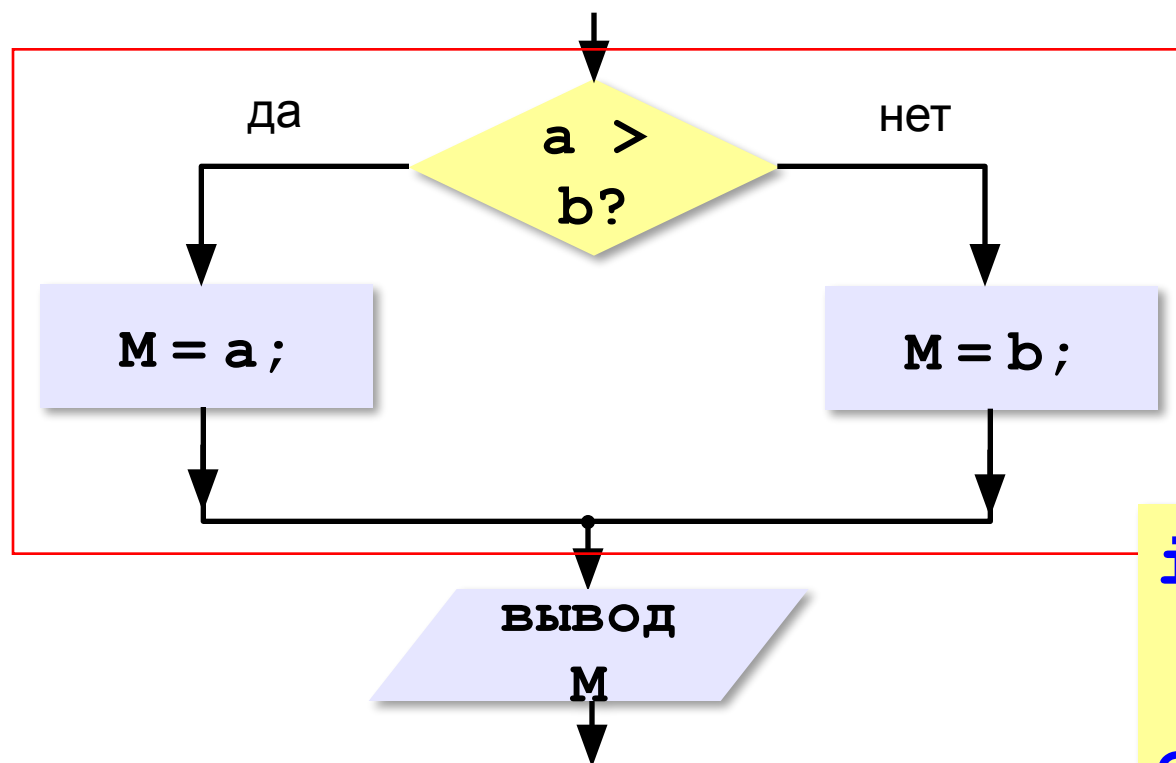 да
нет
a >
b?
M = a;
M = b;
вывод
M